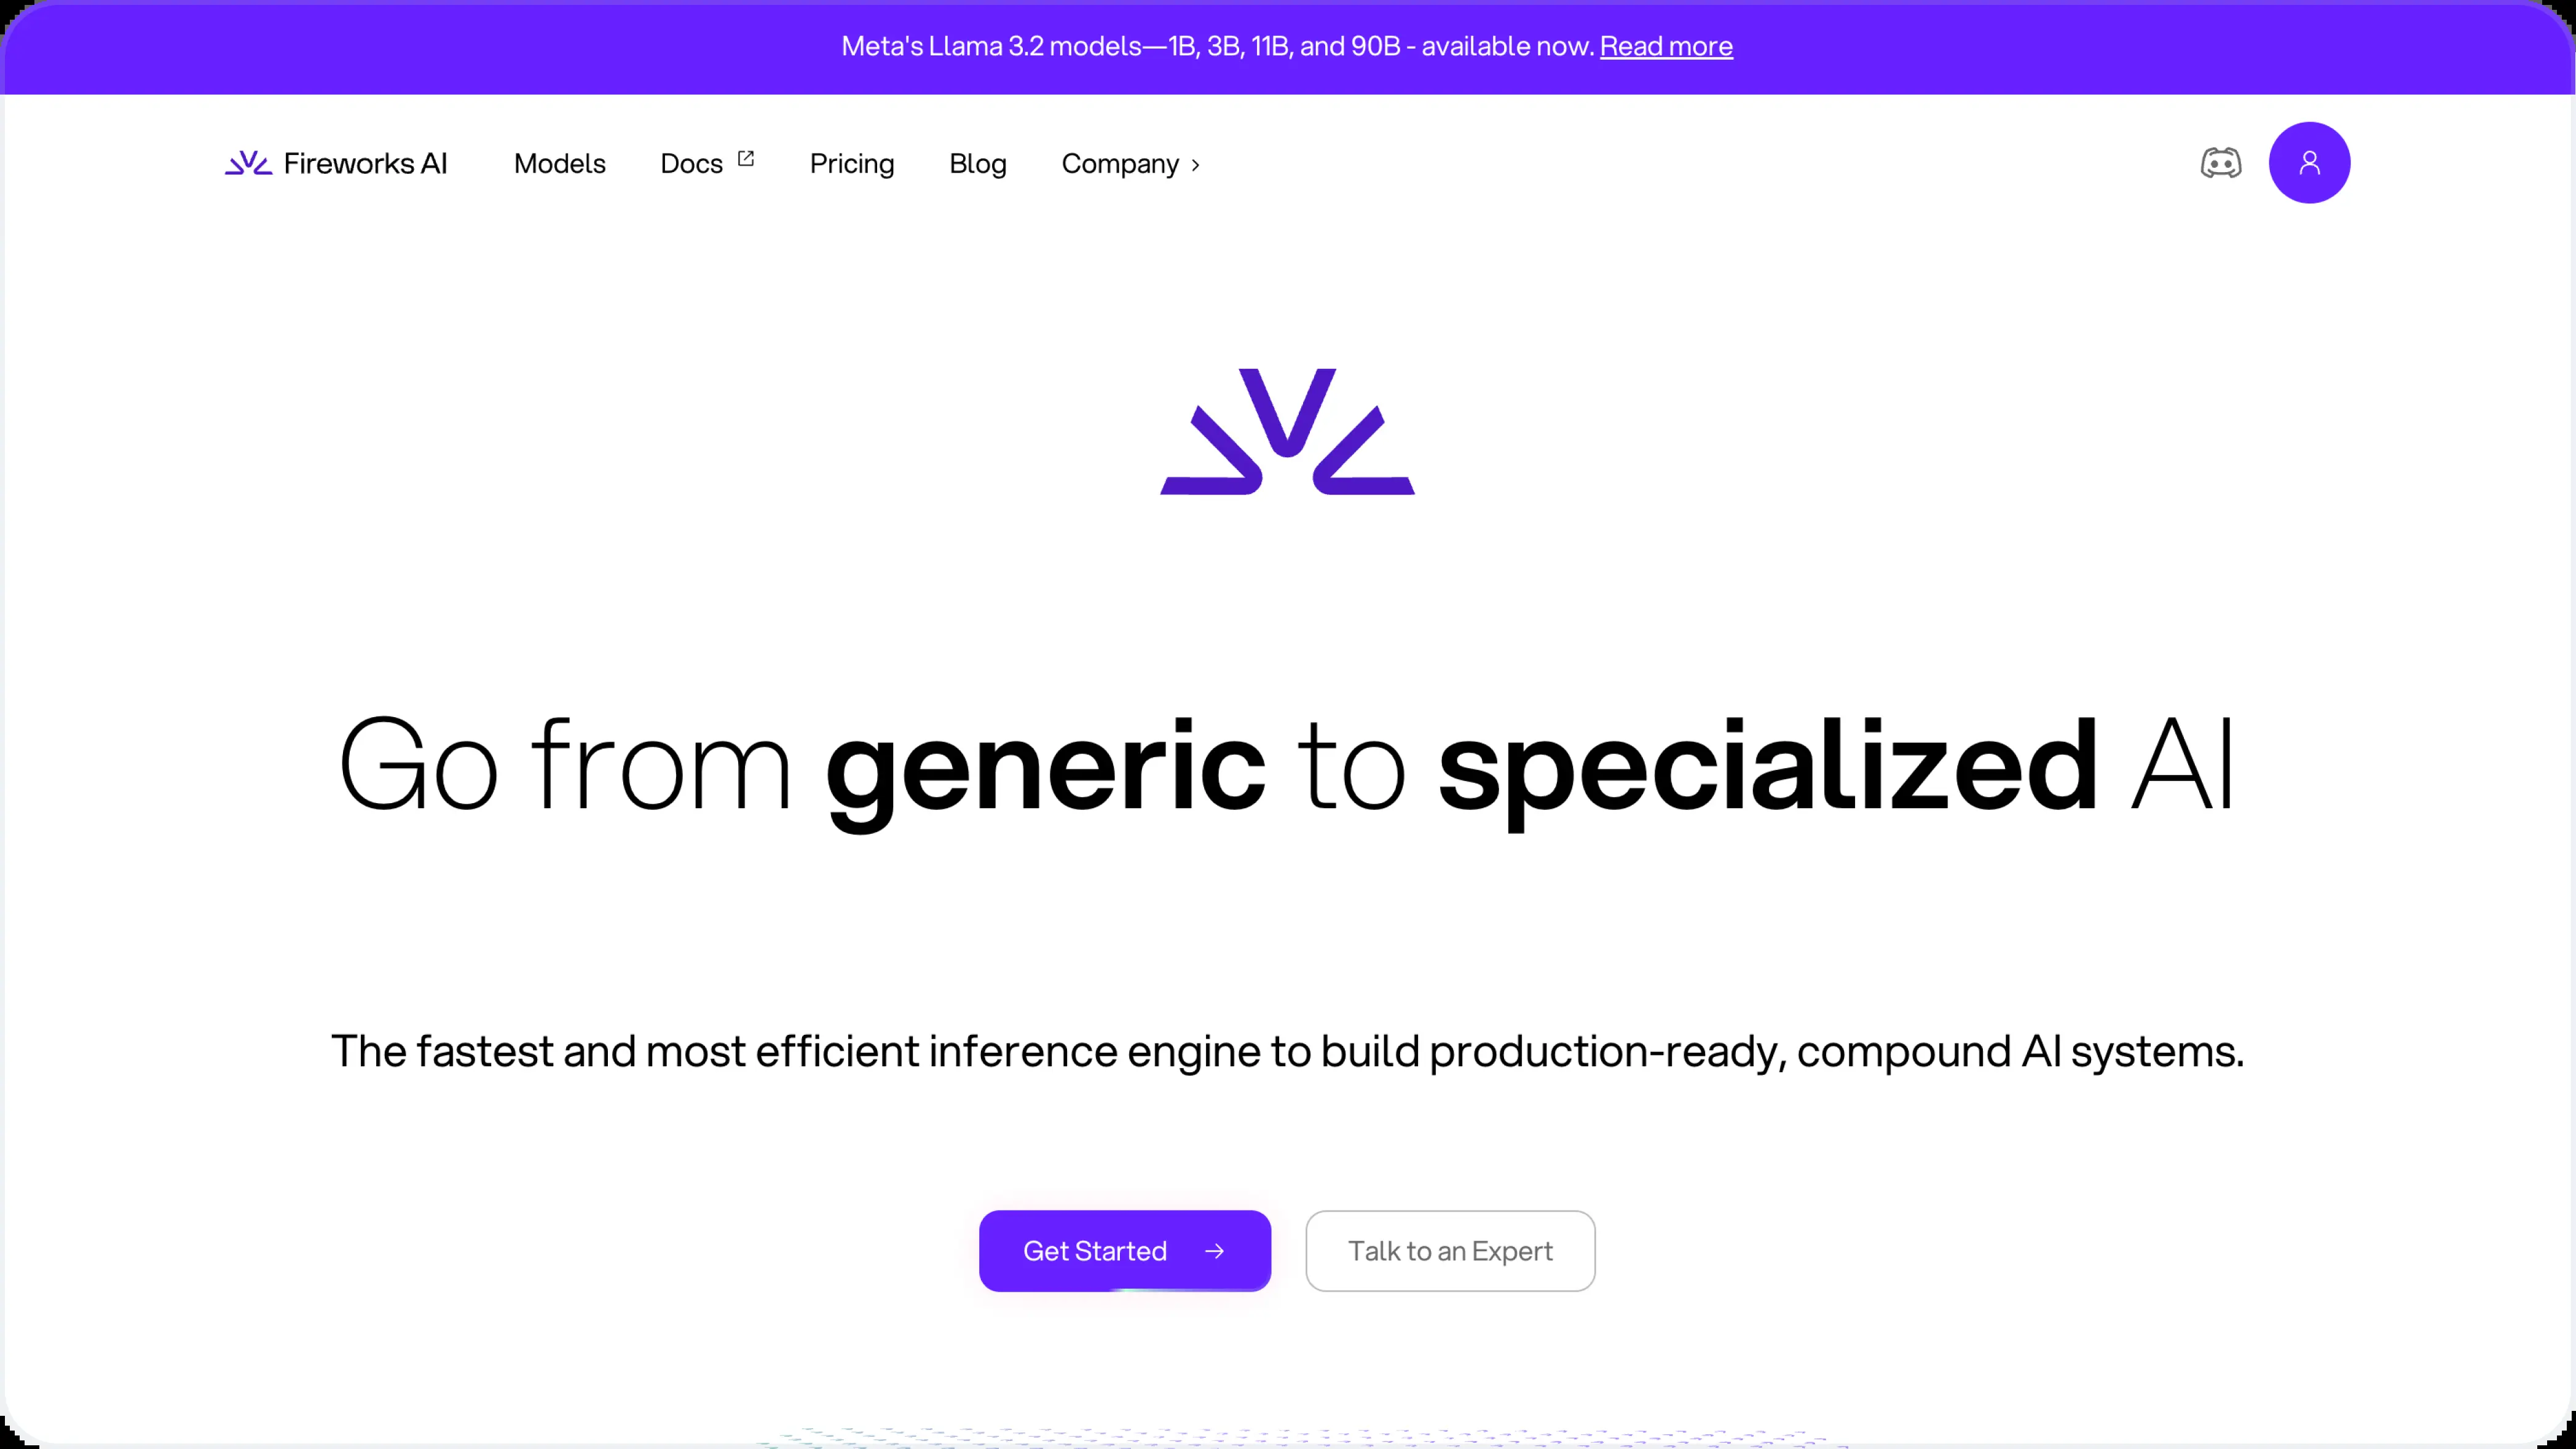 Meta's Llama 3.2 models—1B, 3B, 11B, and 90B - available now. Read more
Fireworks AI Models Docs Pricing Blog Company
Go from generic to specialized AI
The fastest and most efficient inference engine to build production-ready, compound AI systems.
Get Started Talk to an Expert